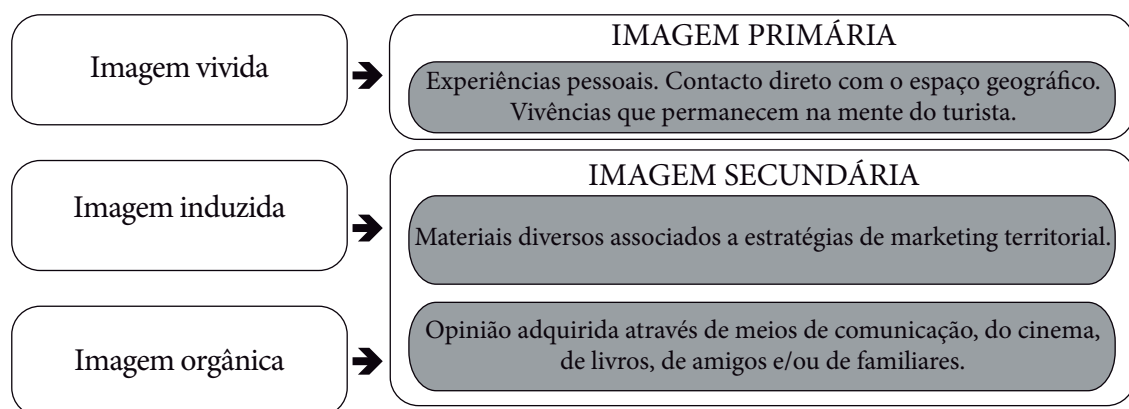 Imagem vivida
IMAGEM PRIMÁRIA
Experiências pessoais. Contacto direto com o espaço geográfico.
Vivências que permanecem na mente do turista.
Imagem induzida
IMAGEM SECUNDÁRIA
Materiais diversos associados a estratégias de marketing territorial.
Imagem orgânica
Opinião adquirida através de meios de comunicação, do cinema,
de livros, de amigos e/ou de familiares.